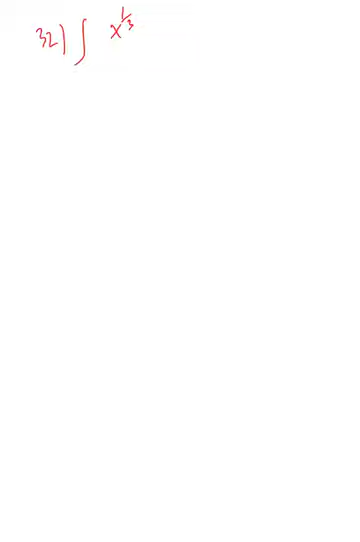 32) ∫ x^{1/3}